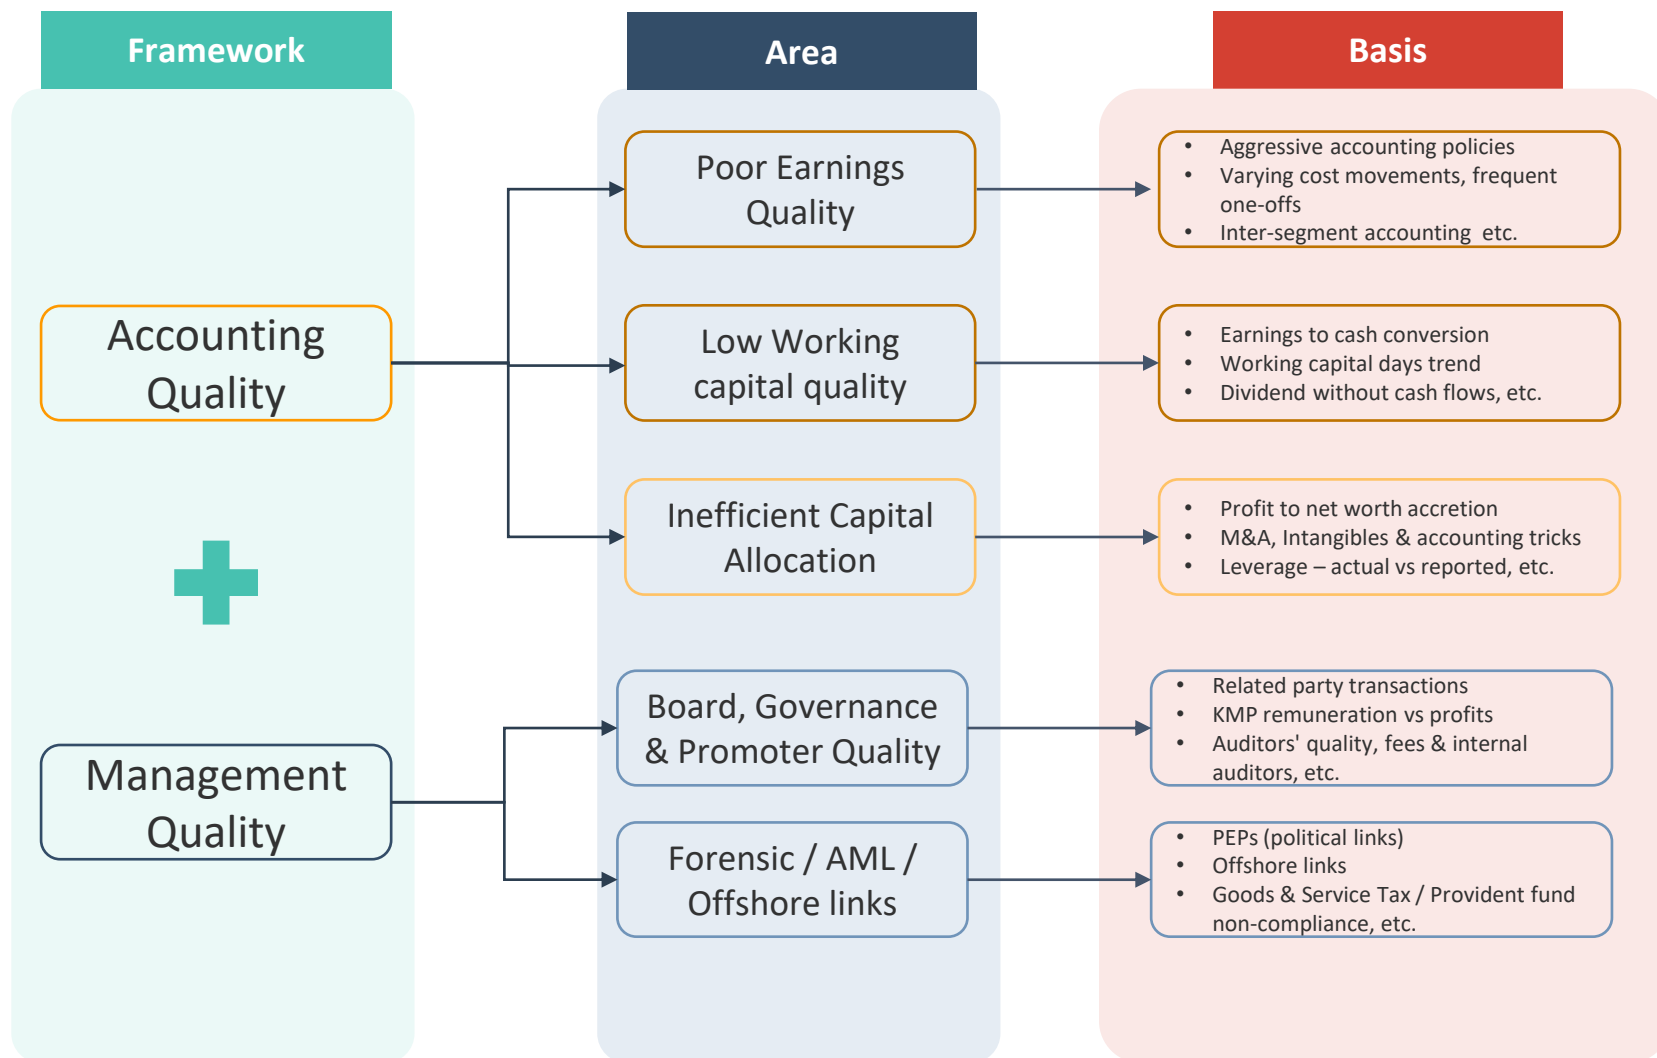 Framework
Area
Basis
Accounting
Quality
Management
Quality
Poor Earnings
Quality
Low Working
capital quality
Inefficient Capital
Allocation
Board, Governance
& Promoter Quality
Forensic / AML /
Offshore links
• Aggressive accounting policies
• Varying cost movements, frequent
one-offs
• Inter-segment accounting etc.
• Earnings to cash conversion
• Working capital days trend
• Dividend without cash flows, etc.
• Profit to net worth accretion
• M&A, Intangibles & accounting tricks
• Leverage – actual vs reported, etc.
• Related party transactions
• KMP remuneration vs profits
• Auditors' quality, fees & internal
auditors, etc.
• PEPs (political links)
• Offshore links
• Goods & Service Tax / Provident fund
non-compliance, etc.